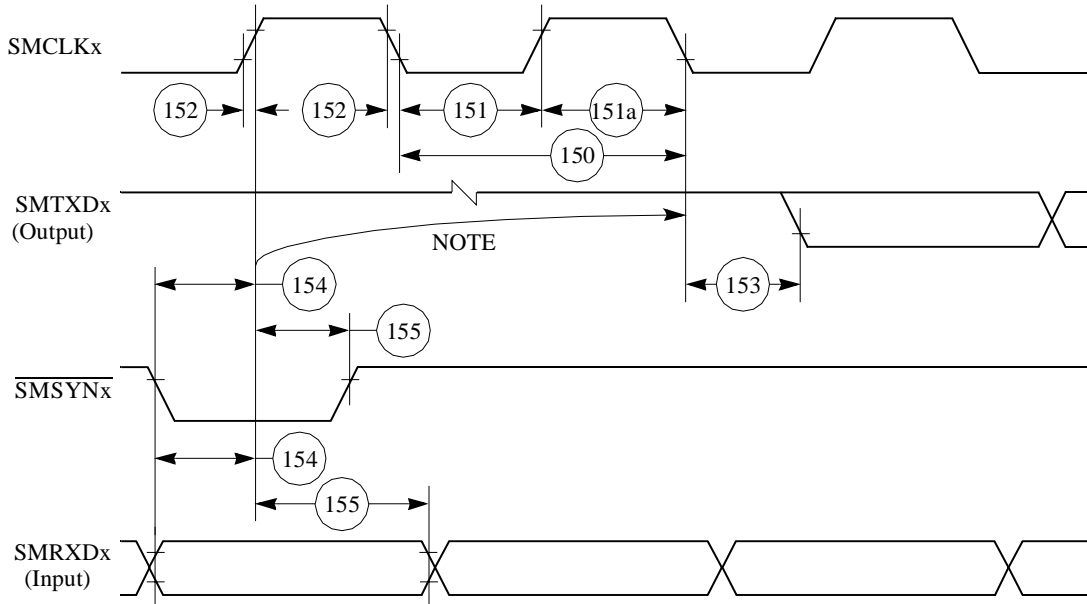 SMCLKx
152
152
151
151a
150
SMTXDx
(Output)
NOTE
154
153
155
SMSYNx
154
155
SMRXDx
(Input)